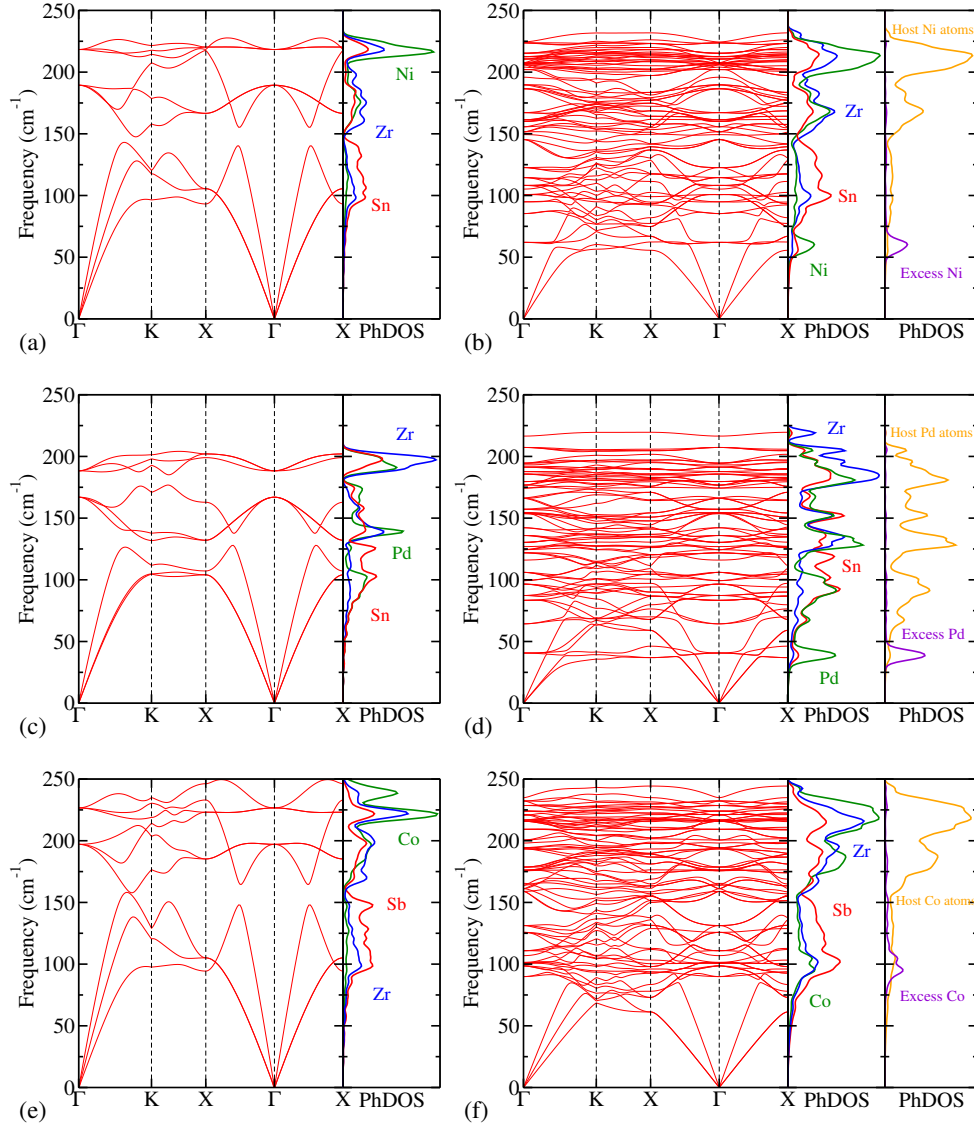 250
200
150
100
50
0
Frequency (cm⁻¹)
Γ K X Γ X PhDOS
Ni
Zr
Sn
(a)
250
200
150
100
50
0
Frequency (cm⁻¹)
Γ K X Γ X PhDOS PhDOS
Zr
Sn
Ni
Host Ni atoms
Excess Ni
(b)
250
200
150
100
50
0
Frequency (cm⁻¹)
Γ K X Γ X PhDOS
Zr
Pd
Sn
(c)
250
200
150
100
50
0
Frequency (cm⁻¹)
Γ K X Γ X PhDOS PhDOS
Zr
Sn
Pd
Host Pd atoms
Excess Pd
(d)
250
200
150
100
50
0
Frequency (cm⁻¹)
Γ K X Γ X PhDOS
Co
Sb
Zr
(e)
250
200
150
100
50
0
Frequency (cm⁻¹)
Γ K X Γ X PhDOS PhDOS
Zr
Sb
Co
Host Co atoms
Excess Co
(f)